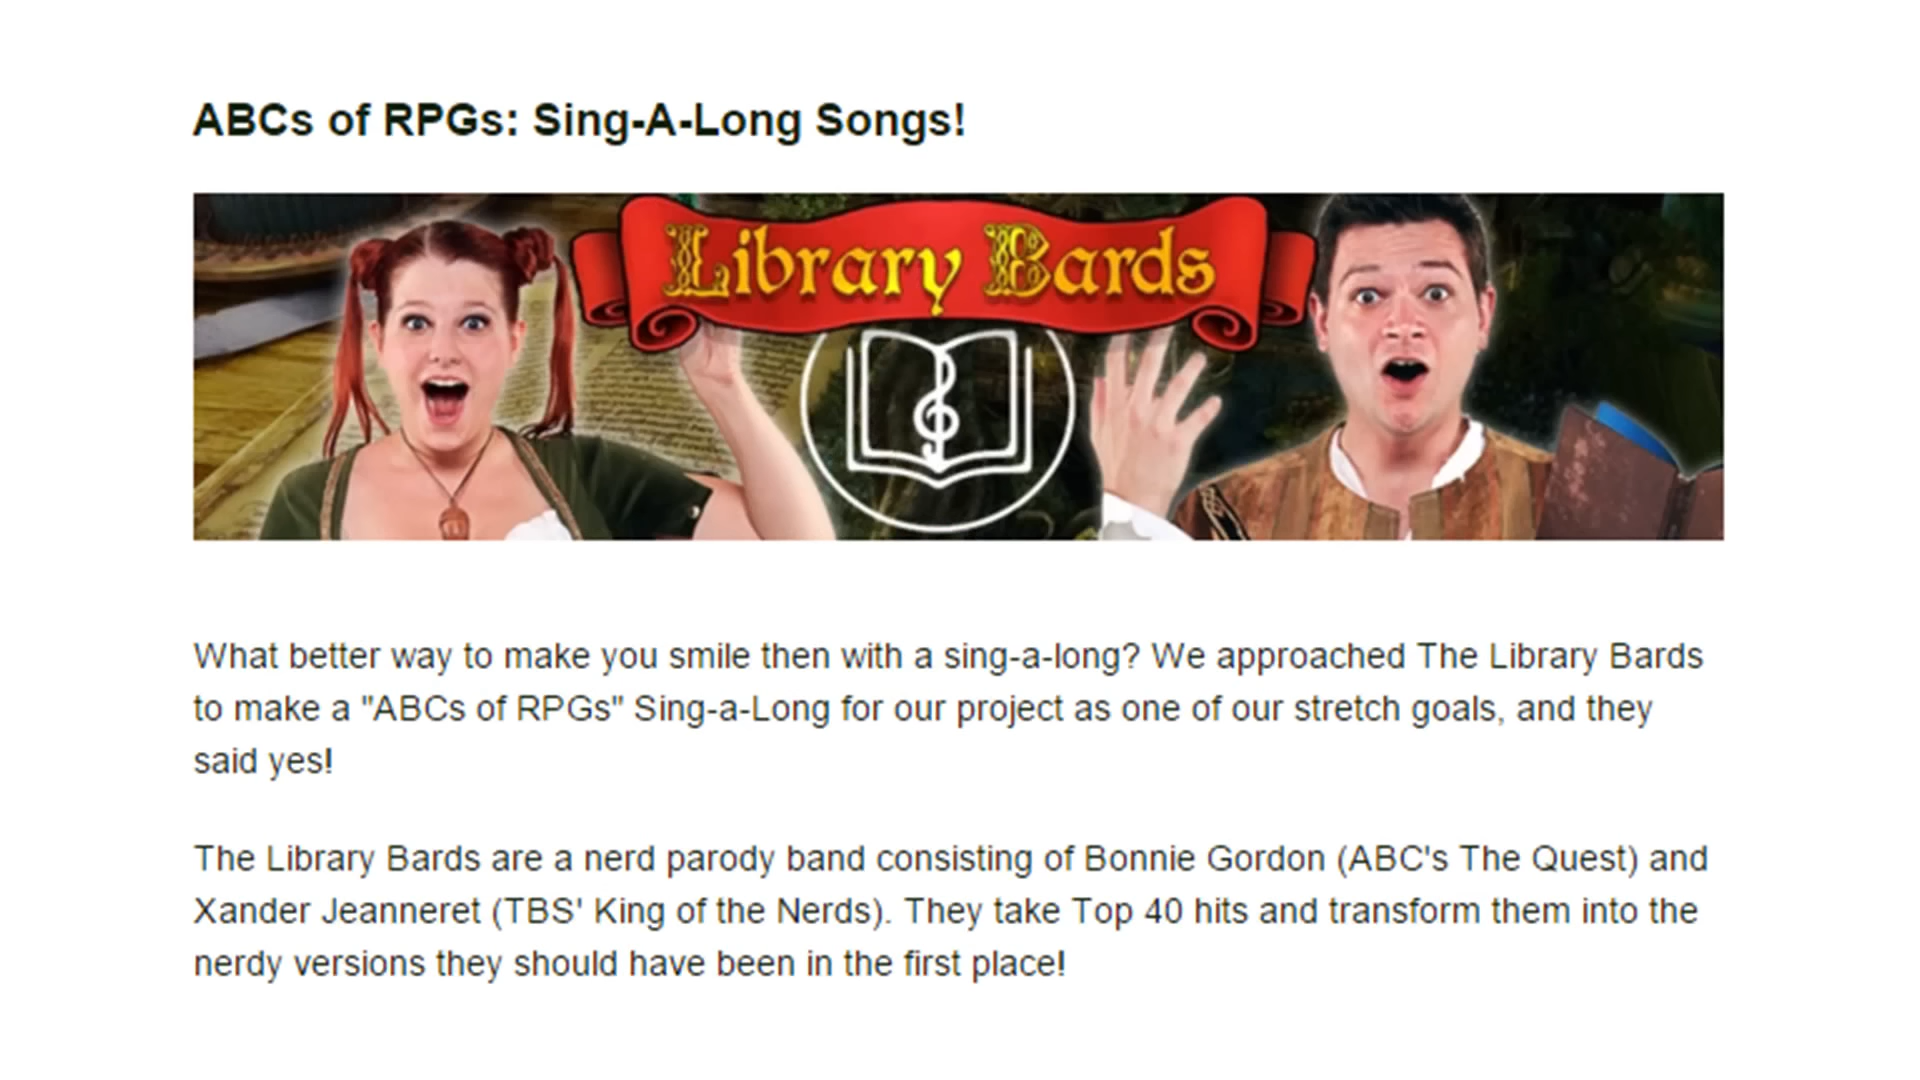 ABCs of RPGs: Sing-A-Long Songs!
Library Bards
What better way to make you smile then with a sing-a-long? We approached The Library Bards
to make a "ABCs of RPGs" Sing-a-Long for our project as one of our stretch goals, and they
said yes!
The Library Bards are a nerd parody band consisting of Bonnie Gordon (ABC's The Quest) and
Xander Jeanneret (TBS' King of the Nerds). They take Top 40 hits and transform them into the
nerdy versions they should have been in the first place!